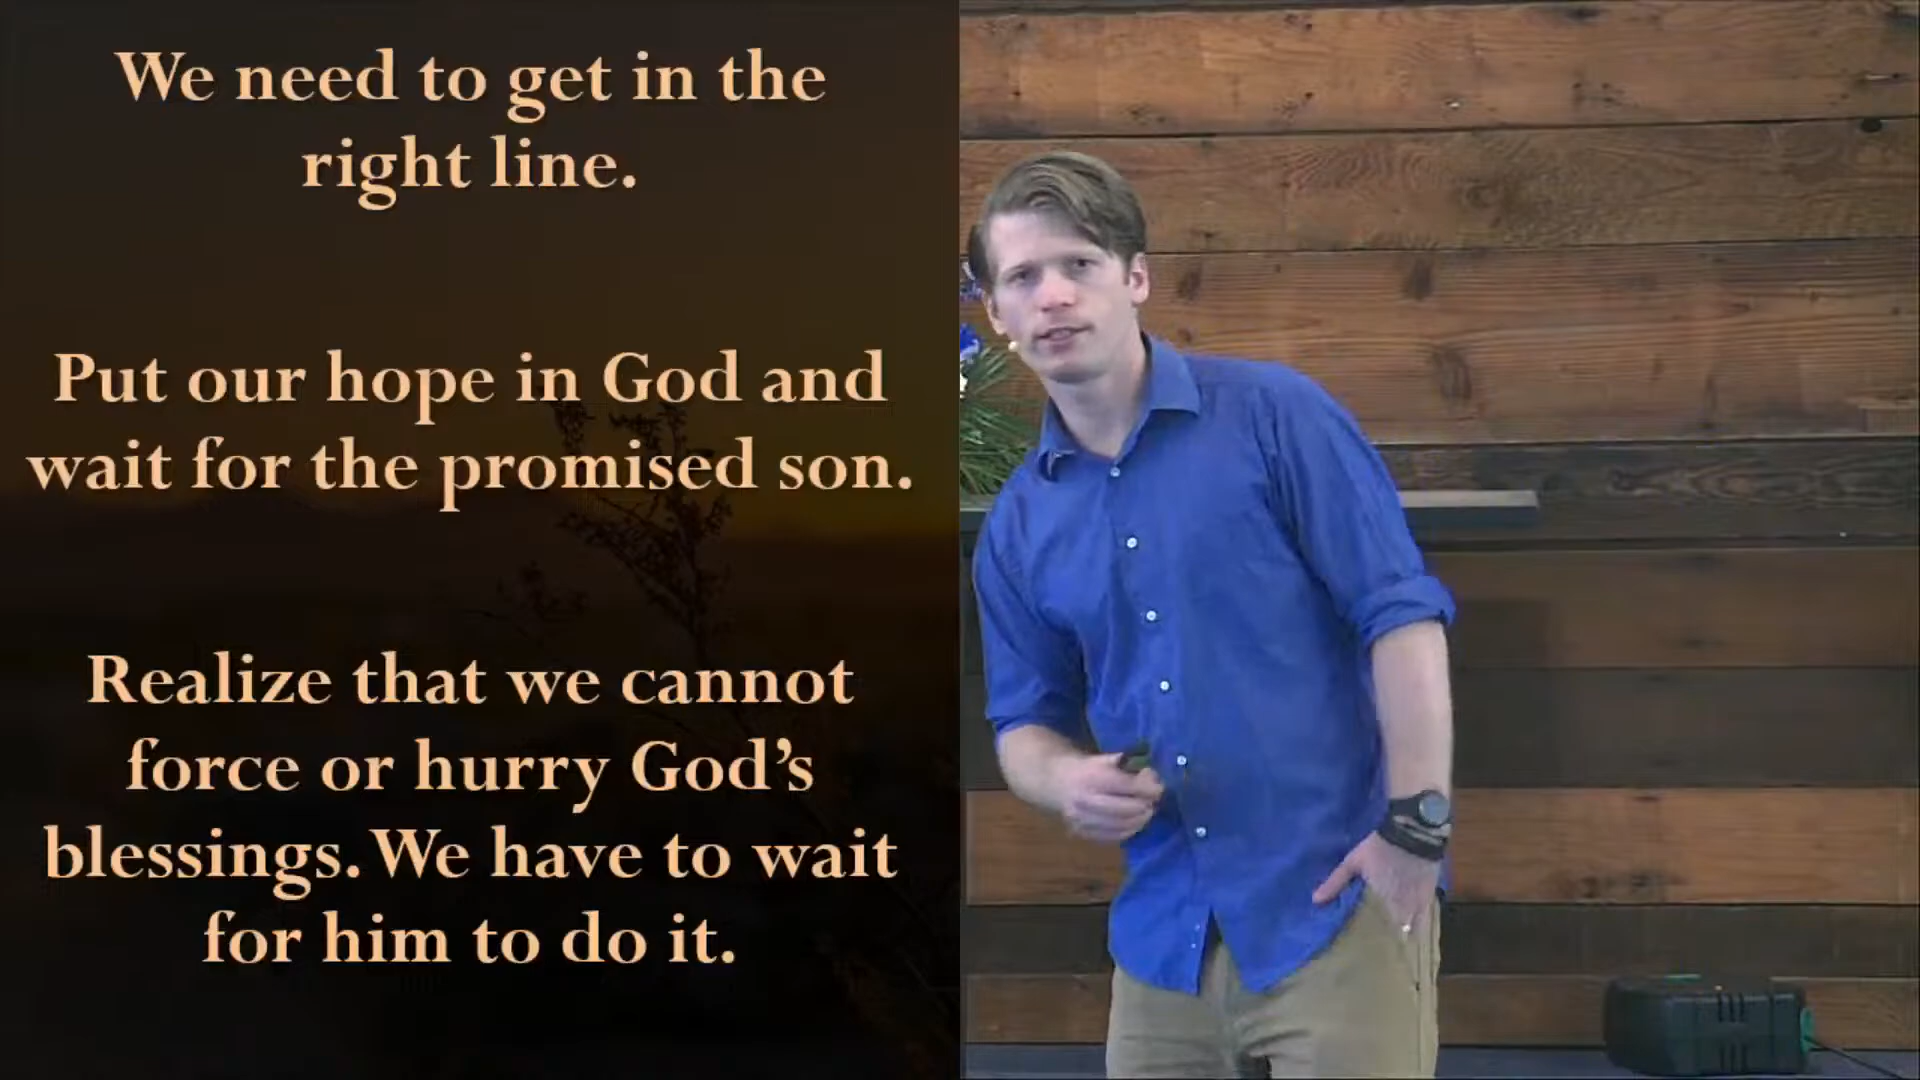 We need to get in the
right line.
Put our hope in God and
wait for the promised son.
Realize that we cannot
force or hurry God’s
blessings. We have to wait
for him to do it.